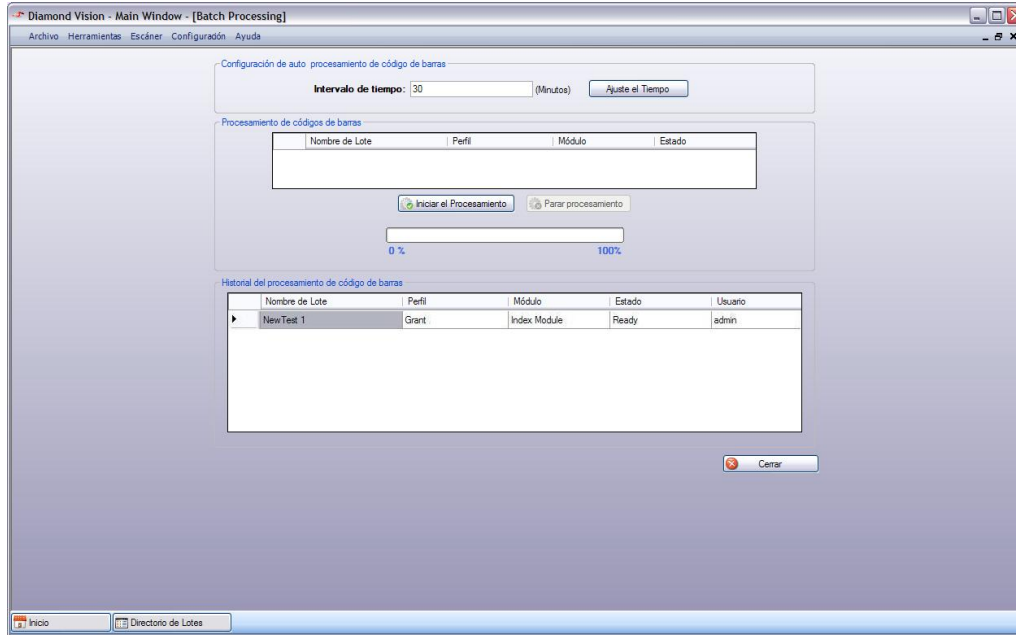 Diamond Vision - Main Window - [Batch Processing]
Archivo Herramientas Escáner Configuración Ayuda
Configuración de auto procesamiento de código de barras
Intervalo de tiempo: 30 (Minutos) Ajuste el Tiempo
Procesamiento de códigos de barras
Nombre de Lote Perfil Módulo Estado
Iniciar el Procesamiento Parar procesamiento
0 % 100%
Historial del procesamiento de código de barras
Nombre de Lote Perfil Módulo Estado Usuario
NewTest 1 Grant Index Module Ready admin
Cerrar
Inicio Directorio de Lotes